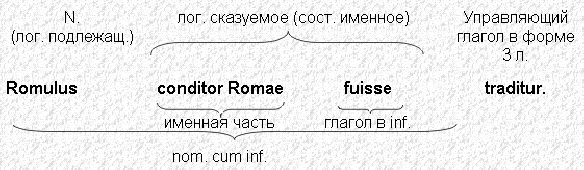 N.
(лог. подлежащ.)
лог. сказуемое (сост. именное)
Управляющий
глагол в форме
3 л.
Romulus conditor Romae fuisse traditur.
именная часть глагол в inf.
nom. cum inf.